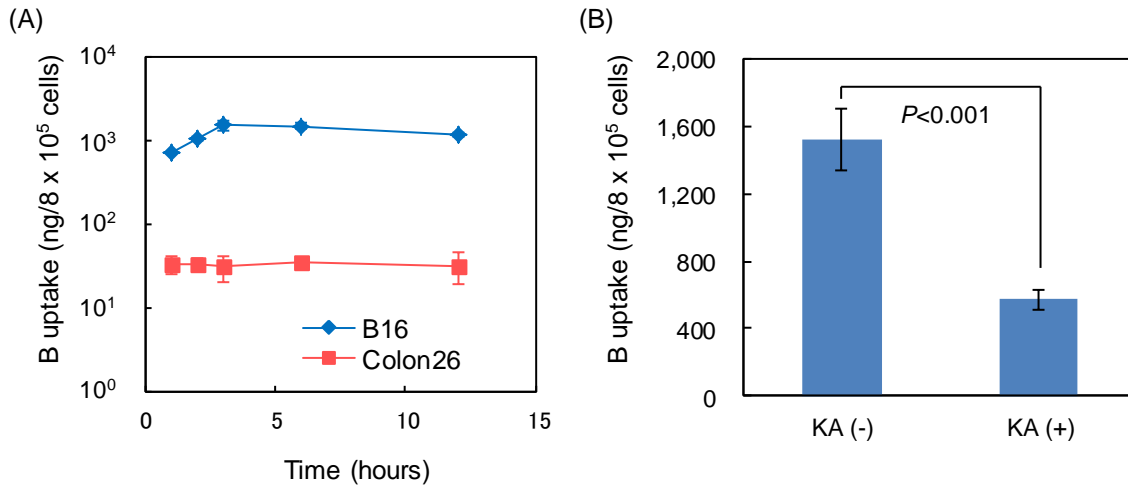 (A)
B uptake (ng/8 x 10⁵ cells)
10⁴
10³
10²
10¹
10⁰
B16
Colon26
0
5
10
15
Time (hours)
(B)
B uptake (ng/8 x 10⁵ cells)
2,000
1,600
1,200
800
400
0
P<0.001
KA (-)
KA (+)